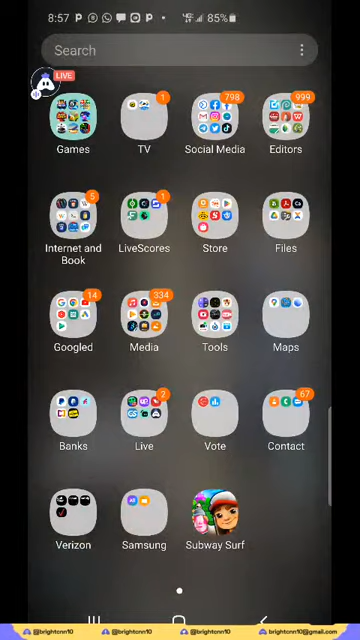 8:57
85%
Search
LIVE
Games
TV
1
Social Media
798
Editors
999
Internet and Book
5
LiveScores
1
Store
Files
Googled
14
Media
334
Tools
Maps
Banks
Live
2
Vote
Contact
67
Verizon
Samsung
Subway Surf
@brightonn10 @brightonn10 @brightonn10 @brightonn10 brightonn10@gmail.com